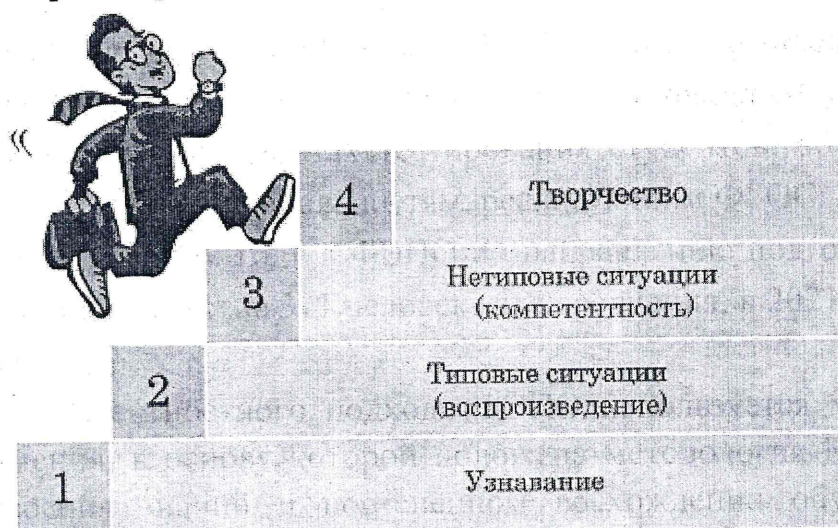 «
4 Творчество
3 Нетиповые ситуации
(компетентность)
2 Типовые ситуации
(воспроизведение)
1 Узнавание